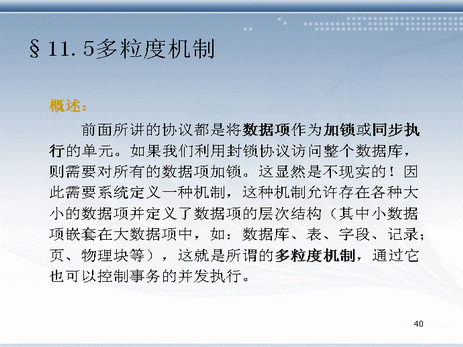 §11.5多粒度机制
概述：
前面所讲的协议都是将数据项作为加锁或同步执
行的单元。如果我们利用封锁协议访问整个数据库，
则需要对所有的数据项加锁。这显然是不现实的！因
此需要系统定义一种机制，这种机制允许存在各种大
小的数据项并定义了数据项的层次结构（其中小数据
项嵌套在大数据项中，如：数据库、表、字段、记录；
页、物理块等），这就是所谓的多粒度机制，通过它
也可以控制事务的并发执行。
40